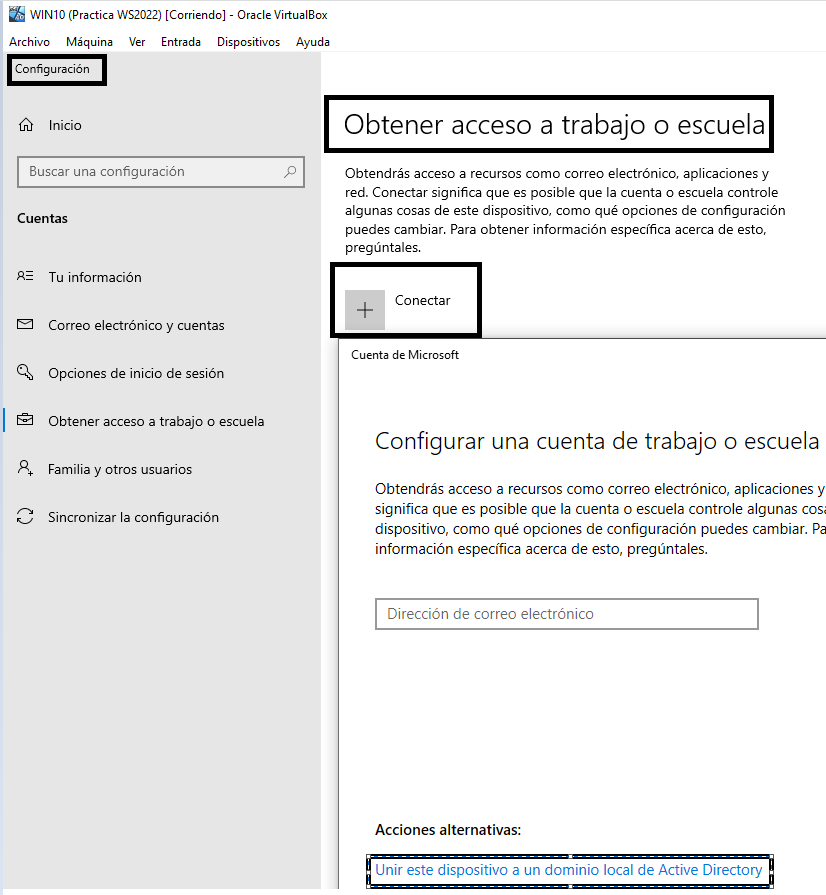 WIN10 (Practica WS2022) [Corriendo] - Oracle VirtualBox
Archivo Máquina Ver Entrada Dispositivos Ayuda
Configuración
Inicio
Buscar una configuración
Cuentas
Tu información
Correo electrónico y cuentas
Opciones de inicio de sesión
Obtener acceso a trabajo o escuela
Familia y otros usuarios
Sincronizar la configuración
Obtener acceso a trabajo o escuela
Obtendrás acceso a recursos como correo electrónico, aplicaciones y
red. Conectar significa que es posible que la cuenta o escuela controle
algunas cosas de este dispositivo, como qué opciones de configuración
puedes cambiar. Para obtener información específica acerca de esto,
pregúntales.
Conectar
Cuenta de Microsoft
Configurar una cuenta de trabajo o escuela
Obtendrás acceso a recursos como correo electrónico, aplicaciones y
significa que es posible que la cuenta o escuela controle algunas cosa
dispositivo, como qué opciones de configuración puedes cambiar. Pa
información específica acerca de esto, pregúntales.
Dirección de correo electrónico
Acciones alternativas:
Unir este dispositivo a un dominio local de Active Directory